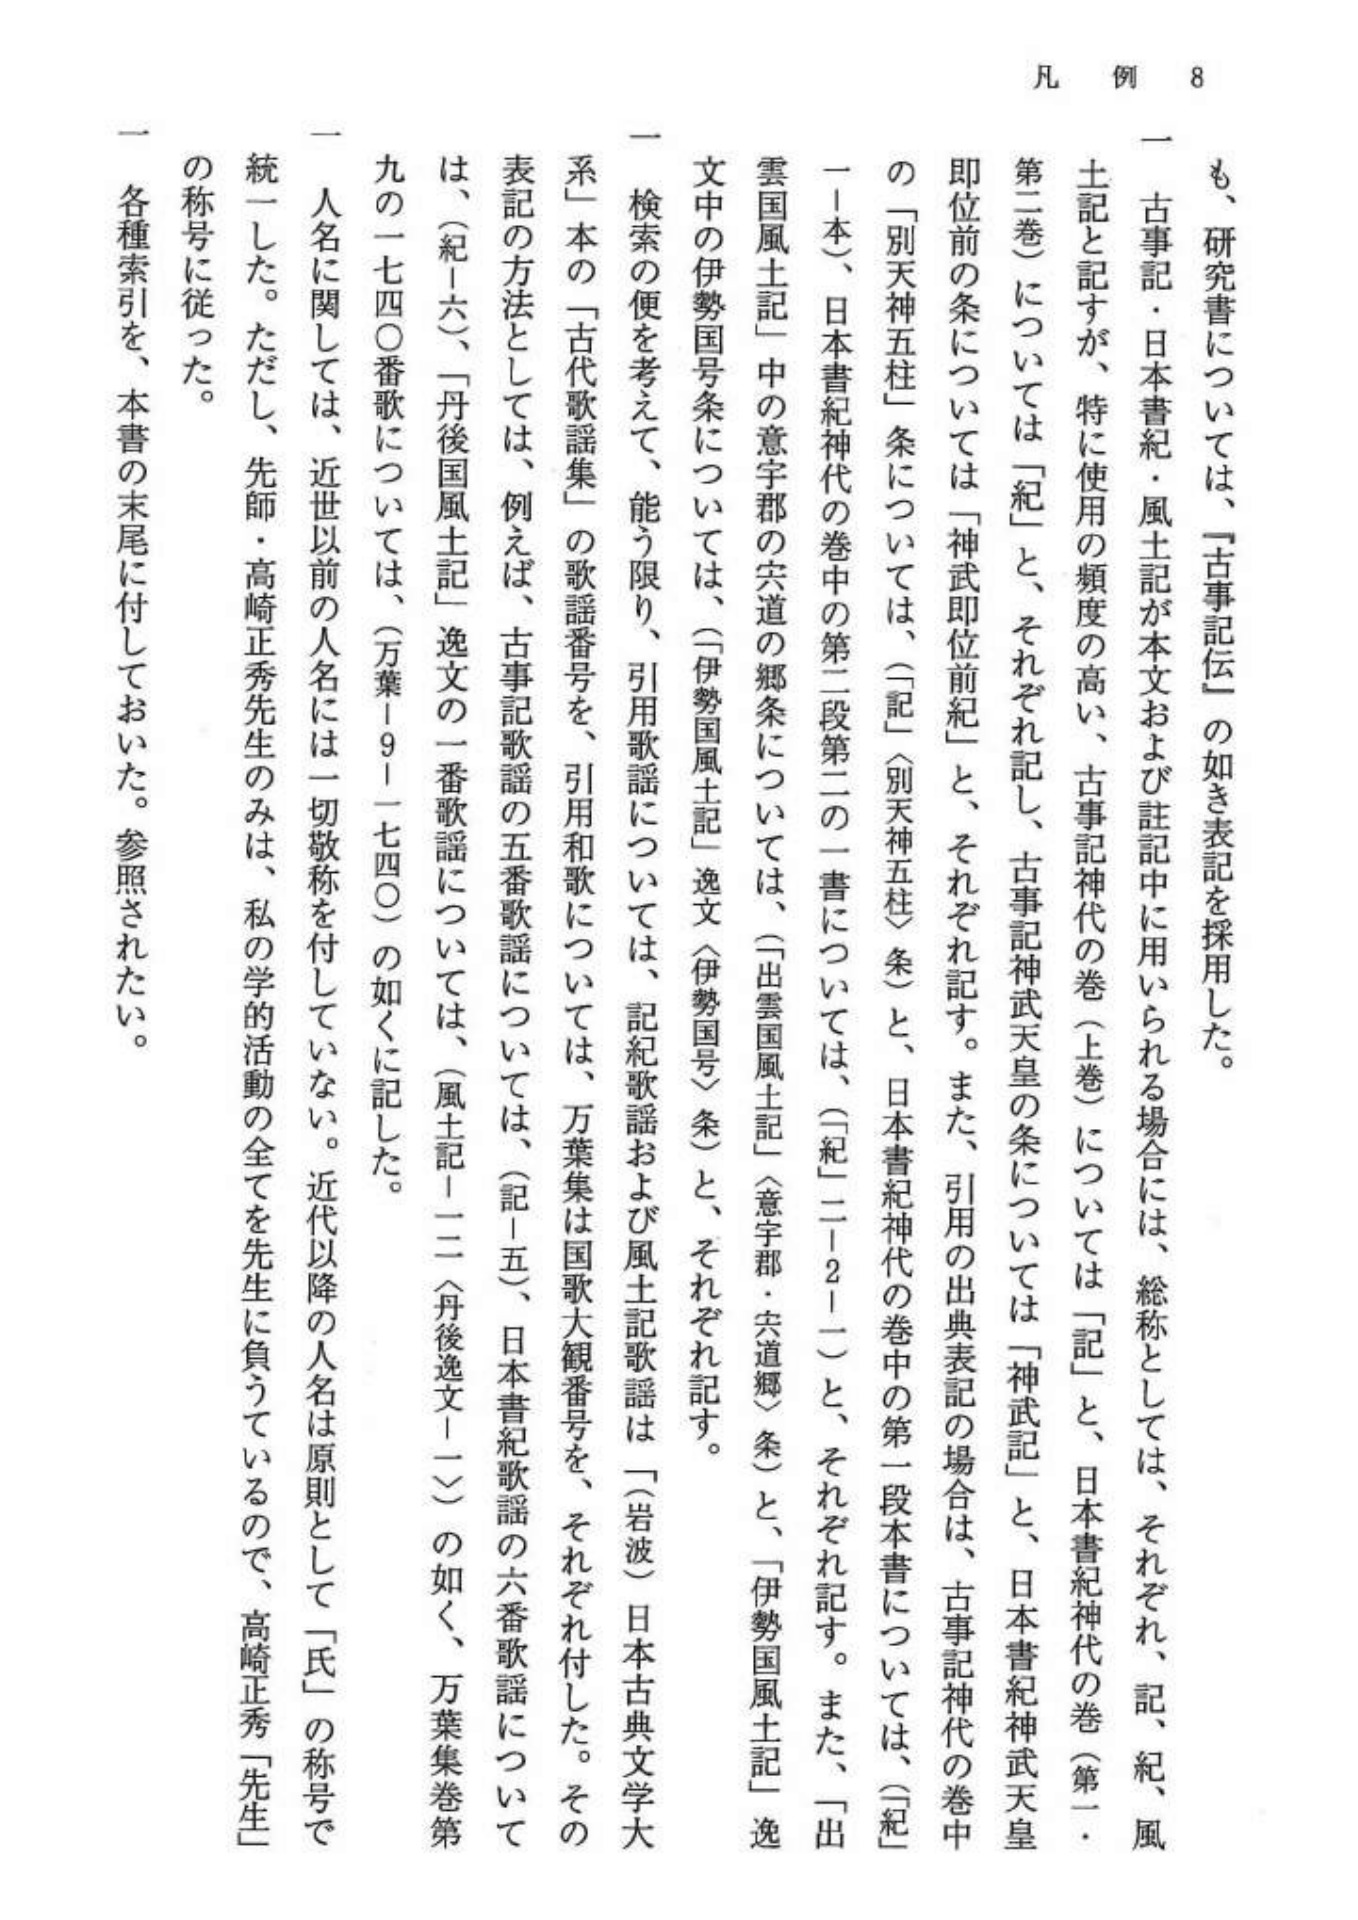 凡例 8
も、研究書については、『古事記伝』の如き表記を採用した。
一 古事記・日本書紀・風土記が本文および註記中に用いられる場合には、総称としては、それぞれ、記、紀、風
土記と記すが、特に使用の頻度の高い、古事記神代の巻（上巻）については「記」と、日本書紀神代の巻（第一・
第二巻）については「紀」と、それぞれ記し、古事記神武天皇の条については「神武記」と、日本書紀神武天皇
即位前の条については「神武即位前紀」と、それぞれ記す。また、引用の出典表記の場合は、古事記神代の巻中
の「別天神五柱」条については、（「記」〈別天神五柱〉条）と、日本書紀神代の巻中の第一段本書については、（「紀」
一－本）、日本書紀神代の巻中の第二段第二の一書については、（「紀」二－2－一）と、それぞれ記す。また、「出
雲国風土記」中の意宇郡の宍道の郷条については、（「出雲国風土記」〈意宇郡・宍道郷〉条）と、「伊勢国風土記」逸
文中の伊勢国号条については、（「伊勢国風土記」逸文〈伊勢国号〉条）と、それぞれ記す。
一 検索の便を考えて、能う限り、引用歌謡については、記紀歌謡および風土記歌謡は「（岩波）日本古典文学大
系」本の「古代歌謡集」の歌謡番号を、引用和歌については、万葉集は国歌大観番号を、それぞれ付した。その
表記の方法としては、例えば、古事記歌謡の五番歌謡については、（記－五）、日本書紀歌謡の六番歌謡について
は、（紀－六）、「丹後国風土記」逸文の一番歌謡については、（風土記－一二〈丹後逸文－一〉）の如く、万葉集巻第
九の一七四〇番歌については、（万葉－9－一七四〇）の如くに記した。
一 人名に関しては、近世以前の人名には一切敬称を付していない。近代以降の人名は原則として「氏」の称号で
統一した。ただし、先師・高崎正秀先生のみは、私の学的活動の全てを先生に負うているので、高崎正秀「先生」
の称号に従った。
一 各種索引を、本書の末尾に付しておいた。参照されたい。